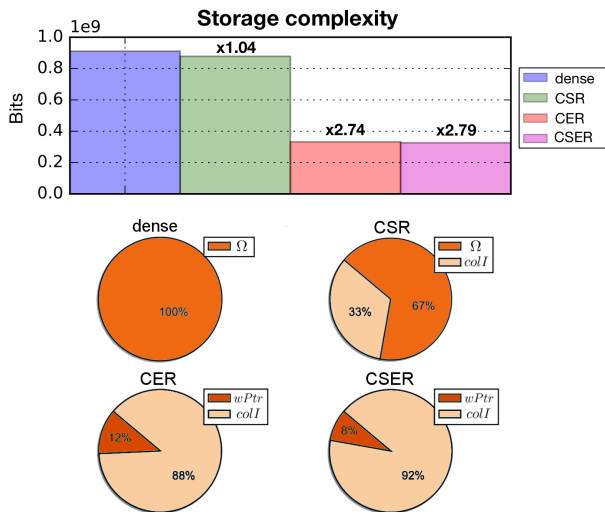 Storage complexity
1e9
1.0
0.8
0.6
0.4
0.2
0.0
Bits
x1.04
x2.74
x2.79
dense
CSR
CER
CSER
dense
Ω
100%
CSR
Ω
colI
33%
67%
CER
wPtr
colI
12%
88%
CSER
wPtr
colI
8%
92%